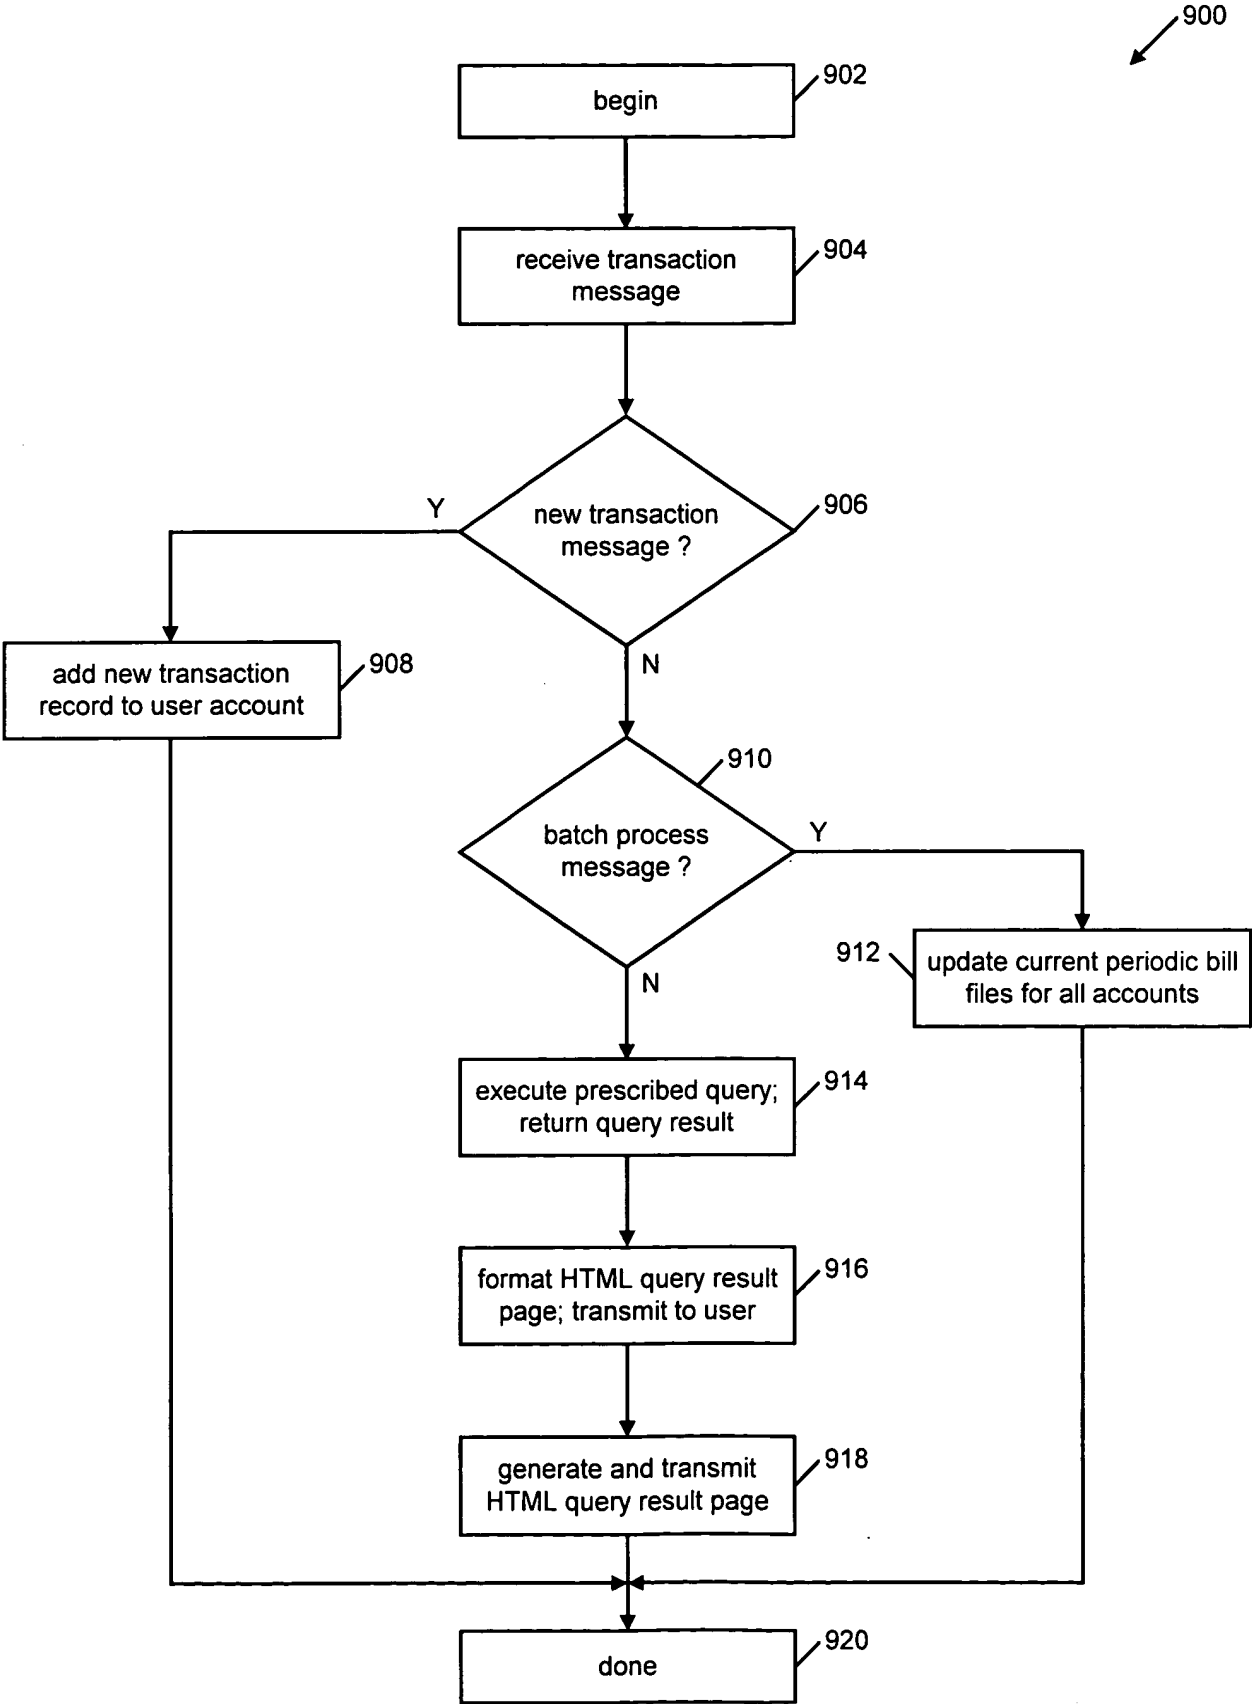 900
902
begin
904
receive transaction
message
906
Y
new transaction
message ?
N
908
add new transaction
record to user account
910
batch process
message ?
Y
N
912
update current periodic bill
files for all accounts
914
execute prescribed query;
return query result
916
format HTML query result
page; transmit to user
918
generate and transmit
HTML query result page
920
done